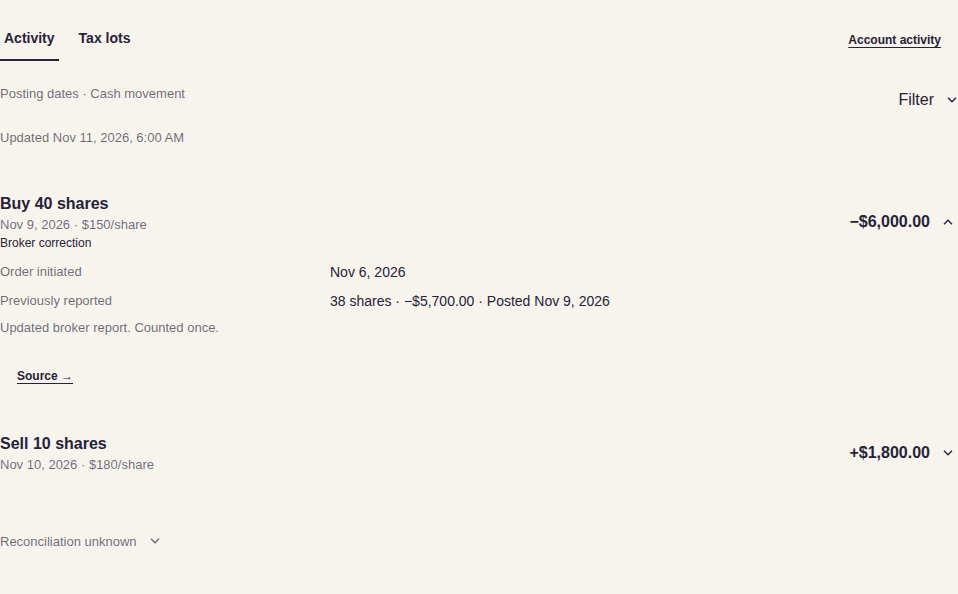 Activity Tax lots Account activity
Posting dates · Cash movement
Filter
Updated Nov 11, 2026, 6:00 AM
Buy 40 shares
Nov 9, 2026 · $150/share
−$6,000.00
Broker correction
Order initiated Nov 6, 2026
Previously reported 38 shares · −$5,700.00 · Posted Nov 9, 2026
Updated broker report. Counted once.
Source →
Sell 10 shares
+$1,800.00
Nov 10, 2026 · $180/share
Reconciliation unknown